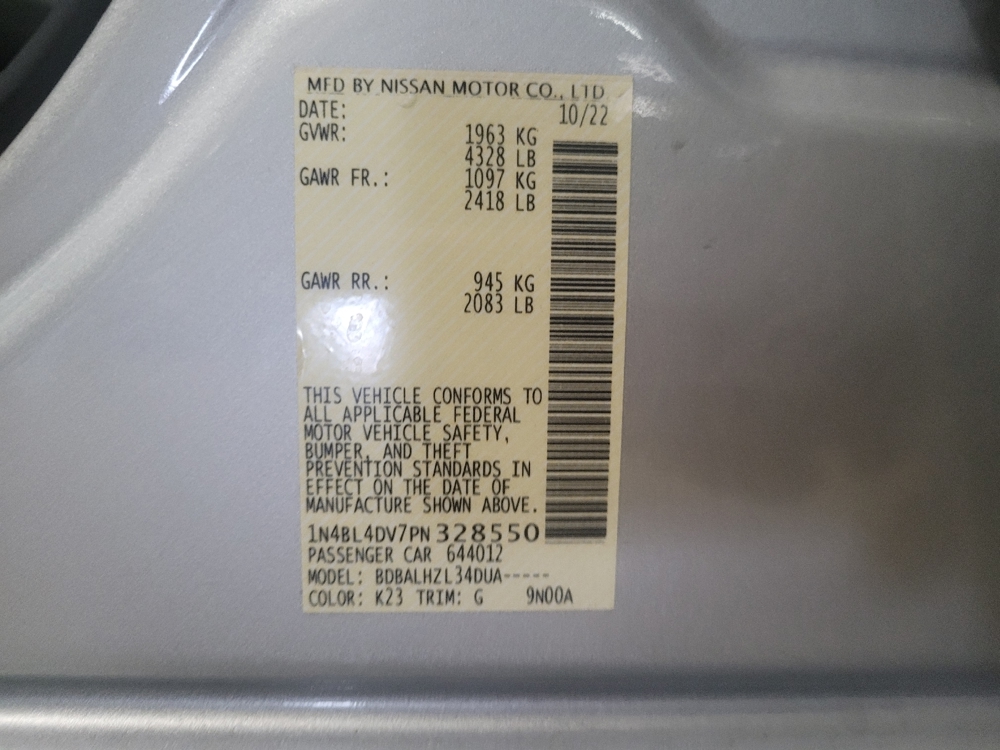 MFD BY NISSAN MOTOR CO., LTD.
DATE: 10/22
GVWR: 1963 KG
4328 LB
GAWR FR.: 1097 KG
2418 LB
GAWR RR.: 945 KG
2083 LB
THIS VEHICLE CONFORMS TO
ALL APPLICABLE FEDERAL
MOTOR VEHICLE SAFETY,
BUMPER, AND THEFT
PREVENTION STANDARDS IN
EFFECT ON THE DATE OF
MANUFACTURE SHOWN ABOVE.
1N4BL4DV7PN328550
PASSENGER CAR 644012
MODEL: BDBALHZL34DUA-----
COLOR: K23 TRIM: G 9N00A